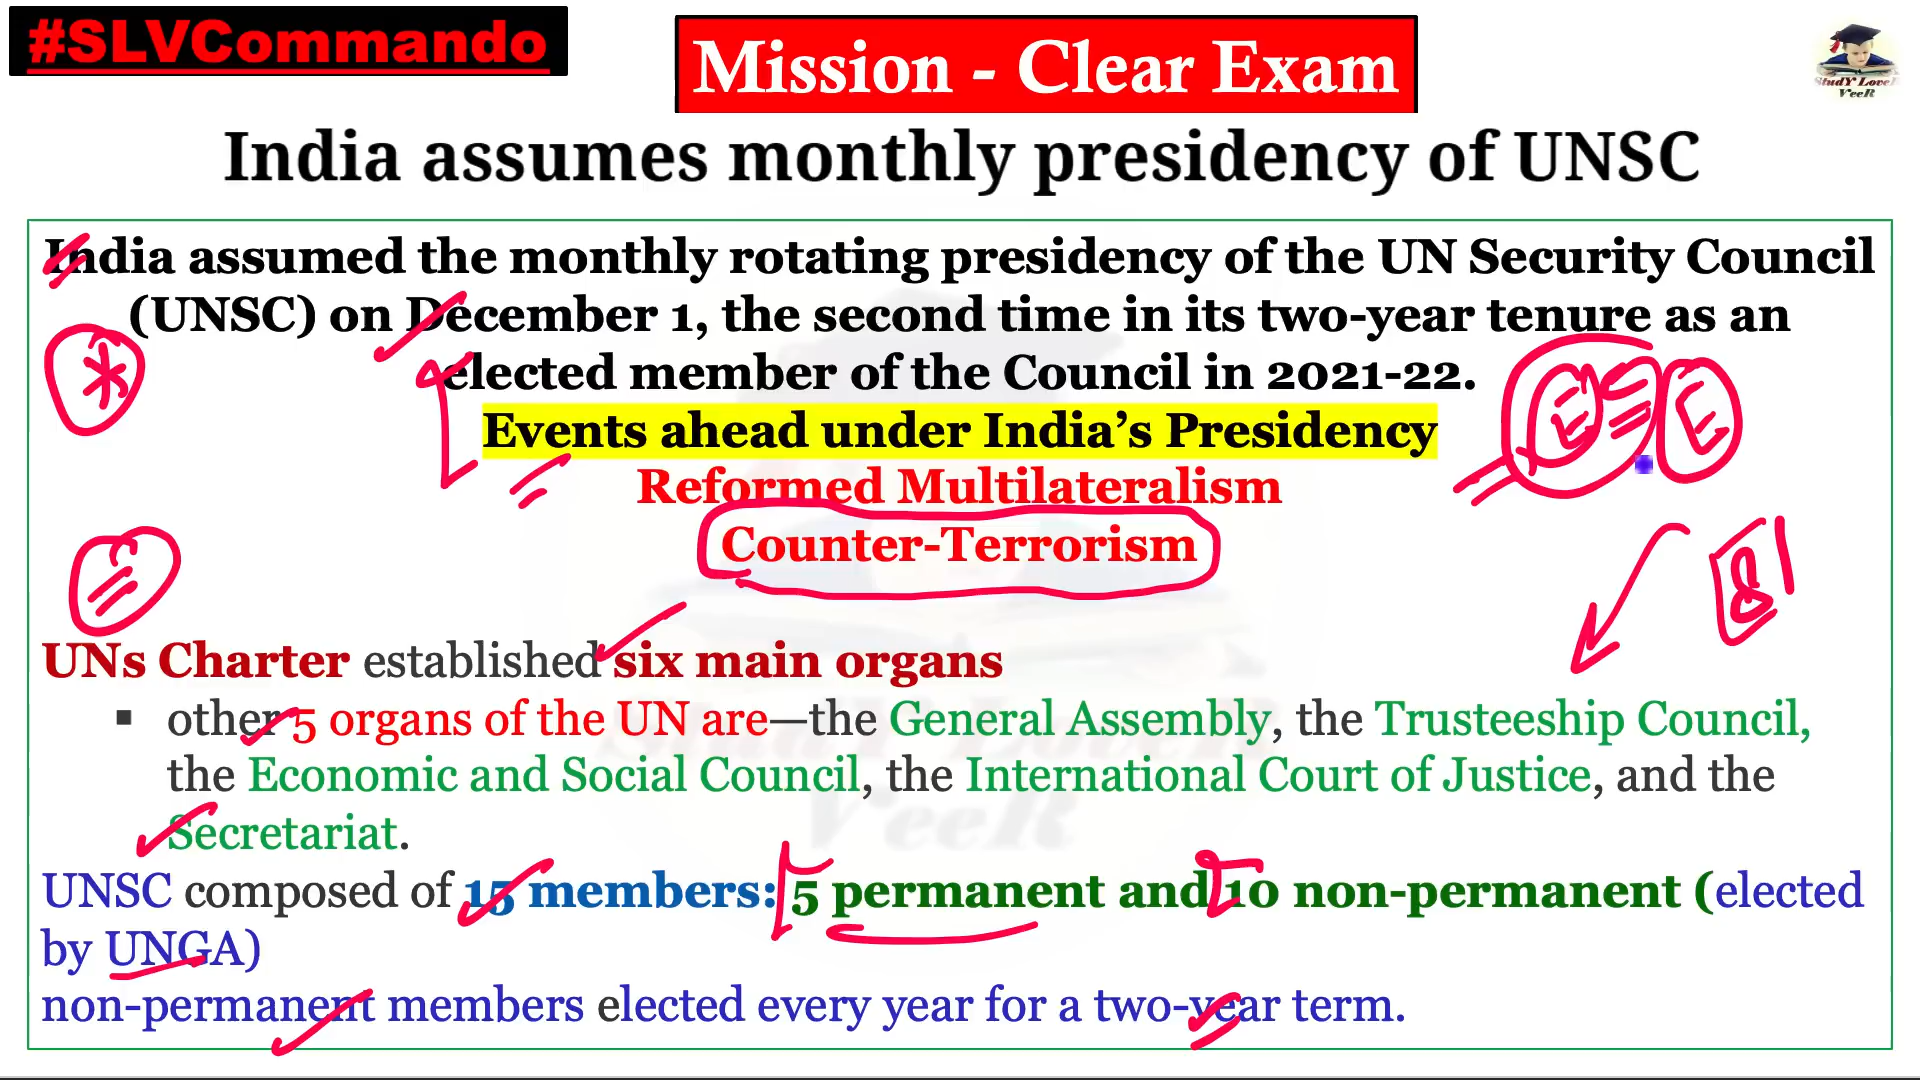 #SLVCommando
Mission - Clear Exam
StudY LoveR
VeeR
India assumes monthly presidency of UNSC
India assumed the monthly rotating presidency of the UN Security Council
(UNSC) on December 1, the second time in its two-year tenure as an
elected member of the Council in 2021-22.
Events ahead under India’s Presidency
Reformed Multilateralism
Counter-Terrorism
UNs Charter established six main organs
▪ other 5 organs of the UN are—the General Assembly, the Trusteeship Council,
the Economic and Social Council, the International Court of Justice, and the
Secretariat.
UNSC composed of 15 members: 5 permanent and 10 non-permanent (elected
by UNGA)
non-permanent members elected every year for a two-year term.